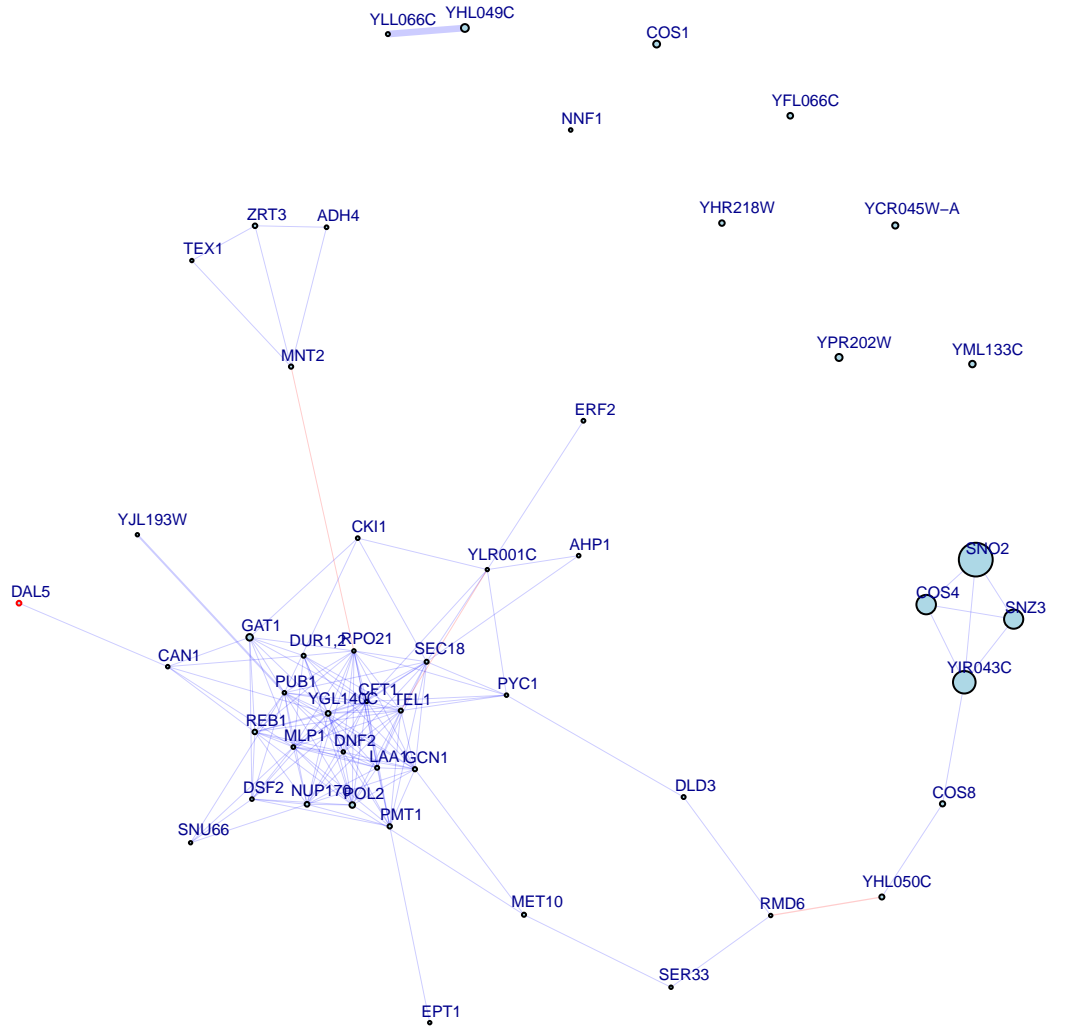 YLL066C
YHL049C
COS1
YFL066C
NNF1
ZRT3
ADH4
YHR218W
YCR045W−A
TEX1
MNT2
YPR202W
YML133C
ERF2
YJL193W
CKI1
YLR001C
AHP1
SNO2
DAL5
COS4
SNZ3
GAT1
DUR1,2
RPO21
SEC18
CAN1
YIR043C
PUB1
CFT1
YGL140C
TEL1
PYC1
REB1
MLP1
DNF2
LAA1
GCN1
DSF2
NUP170
POL2
DLD3
COS8
SNU66
PMT1
YHL050C
MET10
RMD6
SER33
EPT1